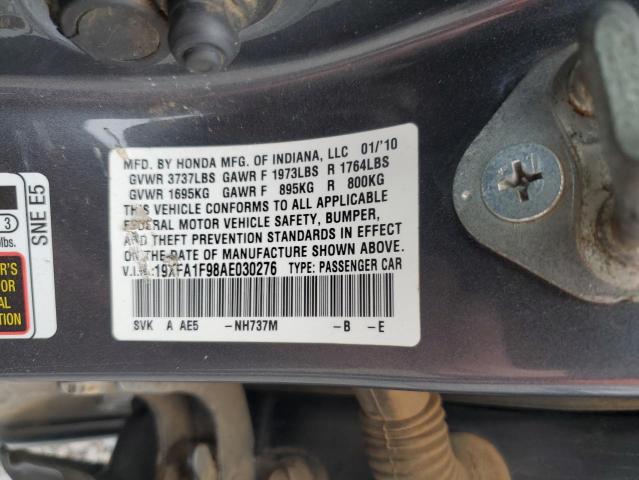 MFD. BY HONDA MFG. OF INDIANA, LLC 01/'10
GVWR 3737LBS GAWR F 1973LBS R 1764LBS
GVWR 1695KG GAWR F 895KG R 800KG
THIS VEHICLE CONFORMS TO ALL APPLICABLE
FEDERAL MOTOR VEHICLE SAFETY, BUMPER,
AND THEFT PREVENTION STANDARDS IN EFFECT
ON THE DATE OF MANUFACTURE SHOWN ABOVE.
V.I.N.:19XFA1F98AE030276 TYPE: PASSENGER CAR
SVK A AE5 -NH737M -B -E
SNE E5
3
Mbs.